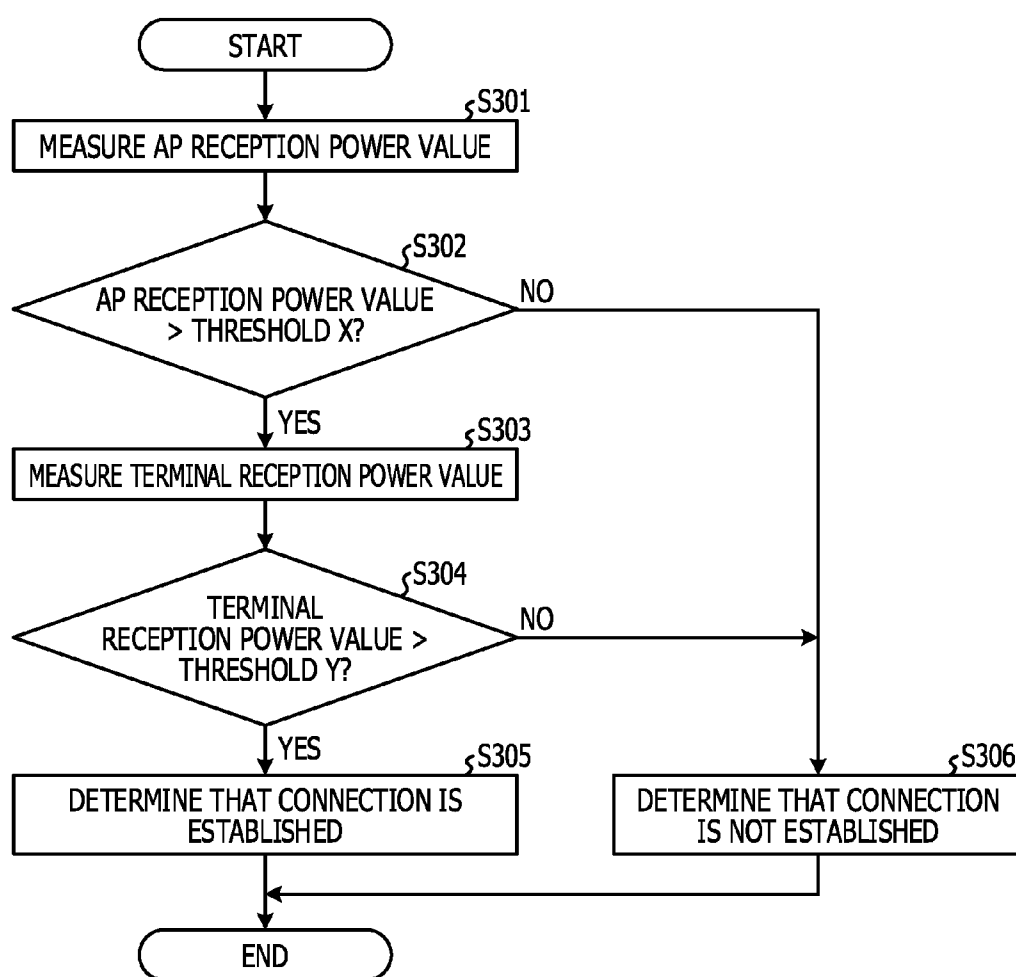 START
S301
MEASURE AP RECEPTION POWER VALUE
S302
AP RECEPTION POWER VALUE
> THRESHOLD X?
NO
YES
S303
MEASURE TERMINAL RECEPTION POWER VALUE
S304
TERMINAL
RECEPTION POWER VALUE >
THRESHOLD Y?
NO
YES
S305
DETERMINE THAT CONNECTION IS
ESTABLISHED
S306
DETERMINE THAT CONNECTION
IS NOT ESTABLISHED
END